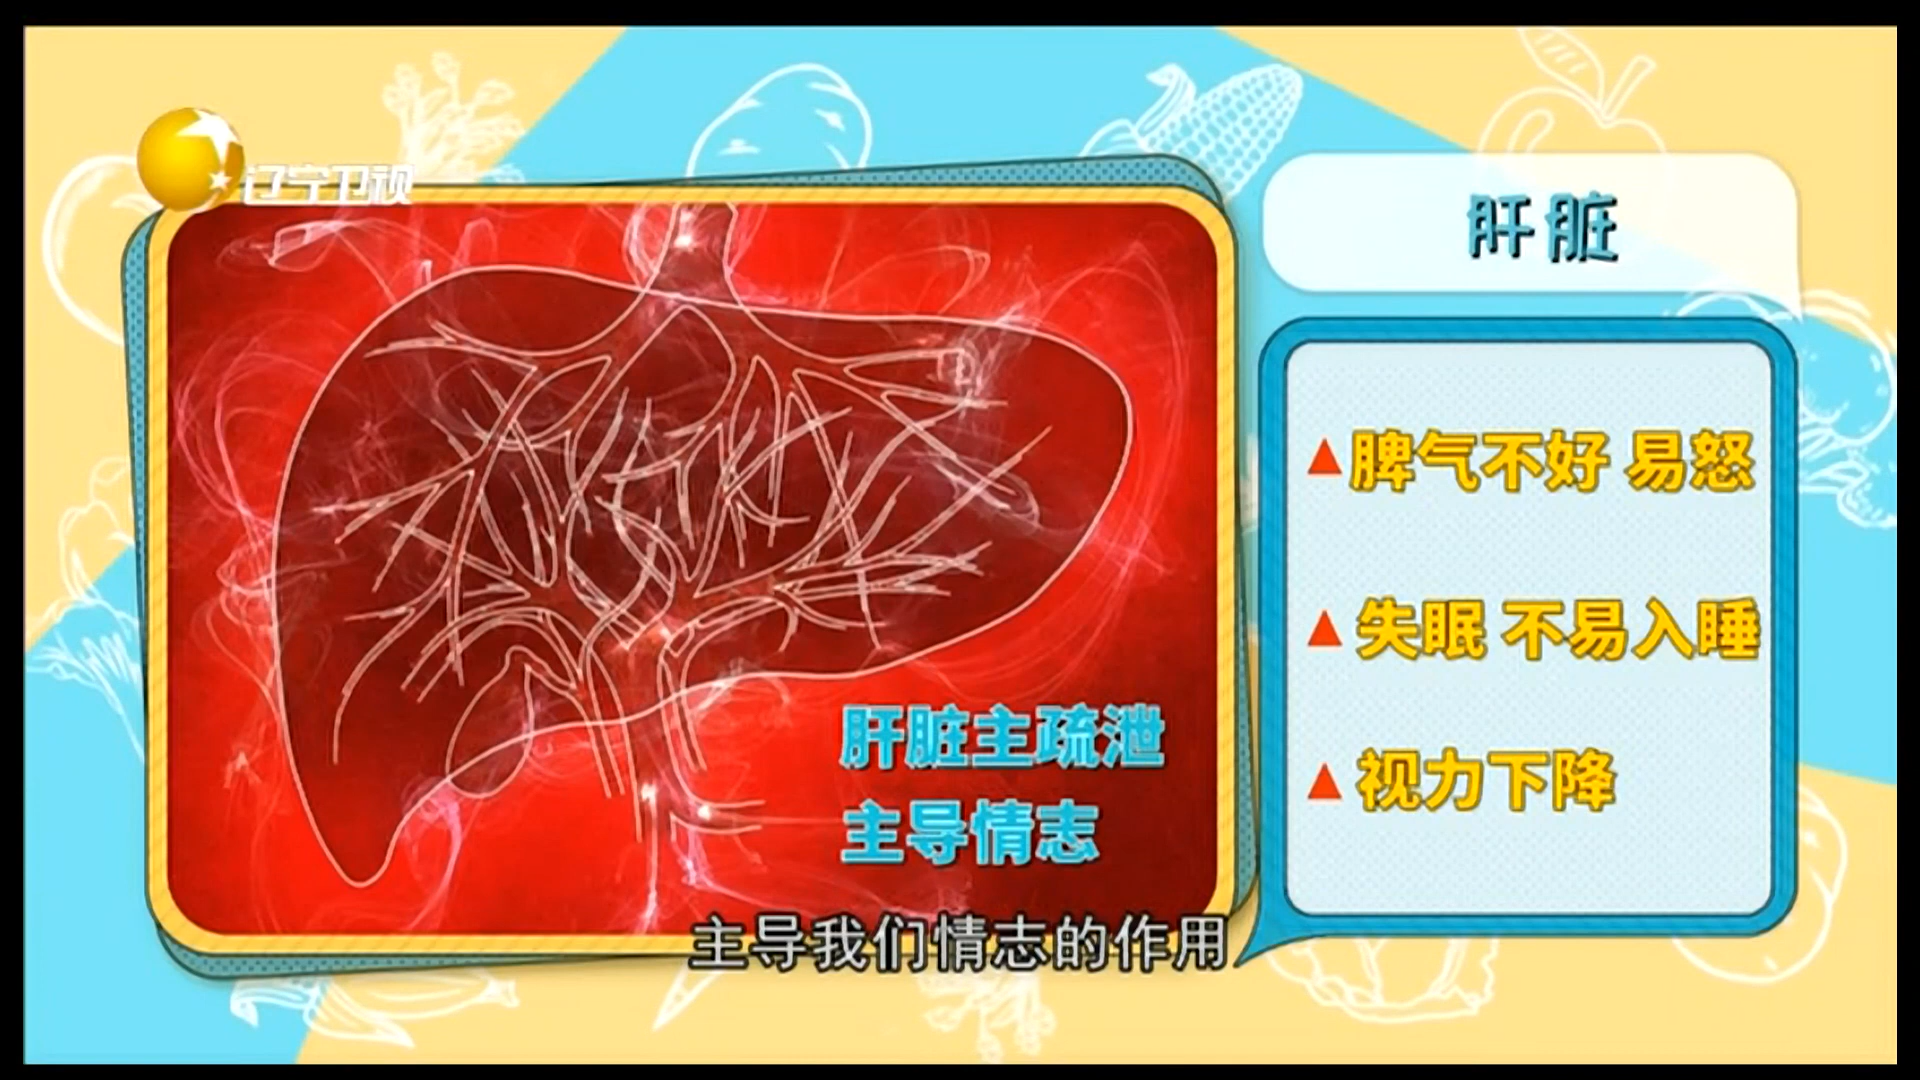 辽宁卫视
肝脏
脾气不好 易怒
失眠 不易入睡
视力下降
肝脏主疏泄
主导情志
主导我们情志的作用